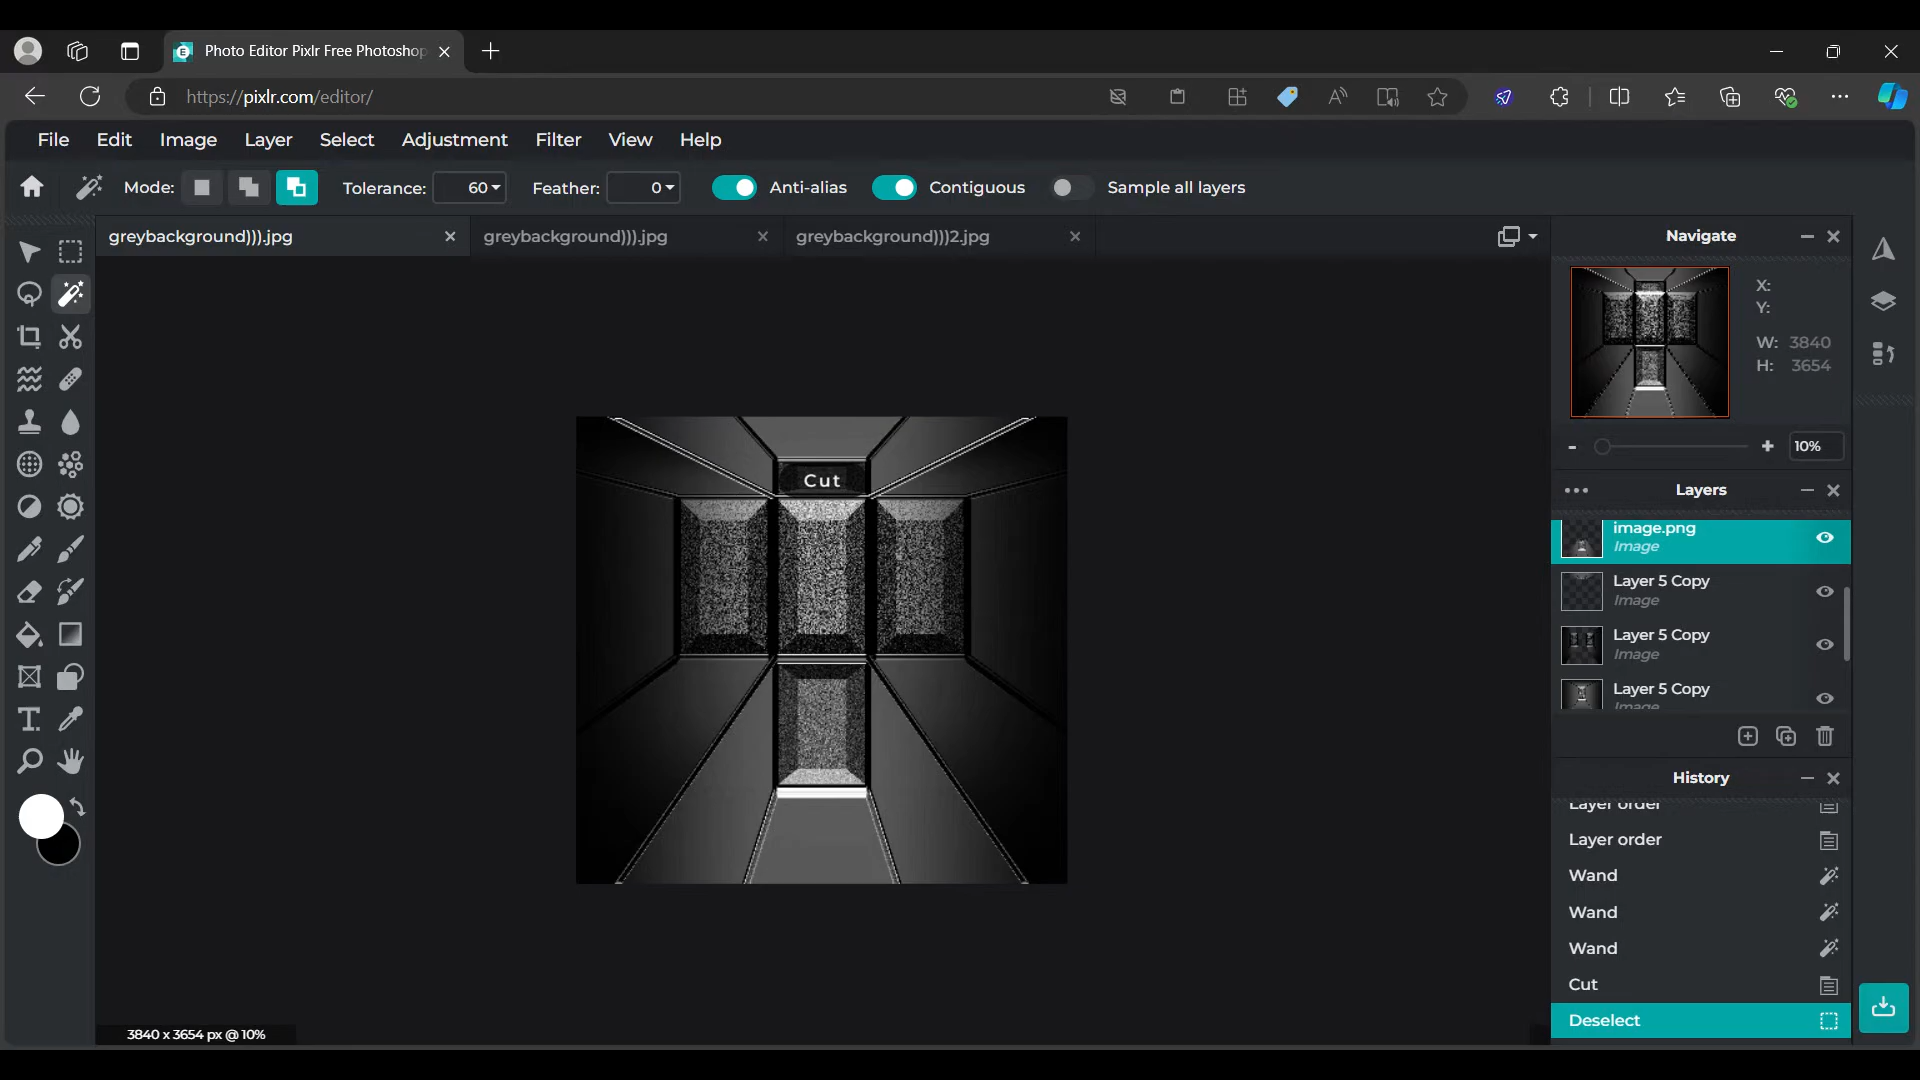 Photo Editor Pixlr Free Photoshop
https://pixlr.com/editor/
File Edit Image Layer Select Adjustment Filter View Help
Mode: Tolerance: 60 Feather: 0 Anti-alias Contiguous Sample all layers
greybackground))).jpg greybackground))).jpg greybackground)))2.jpg
Navigate
X:
Y:
W: 3840
H: 3654
- + 10%
Cut
Layers
image.png
Image
Layer 5 Copy
Image
Layer 5 Copy
Image
Layer 5 Copy
Image
History
Layer order
Layer order
Wand
Wand
Wand
Cut
Deselect
3840 x 3654 px @ 10%